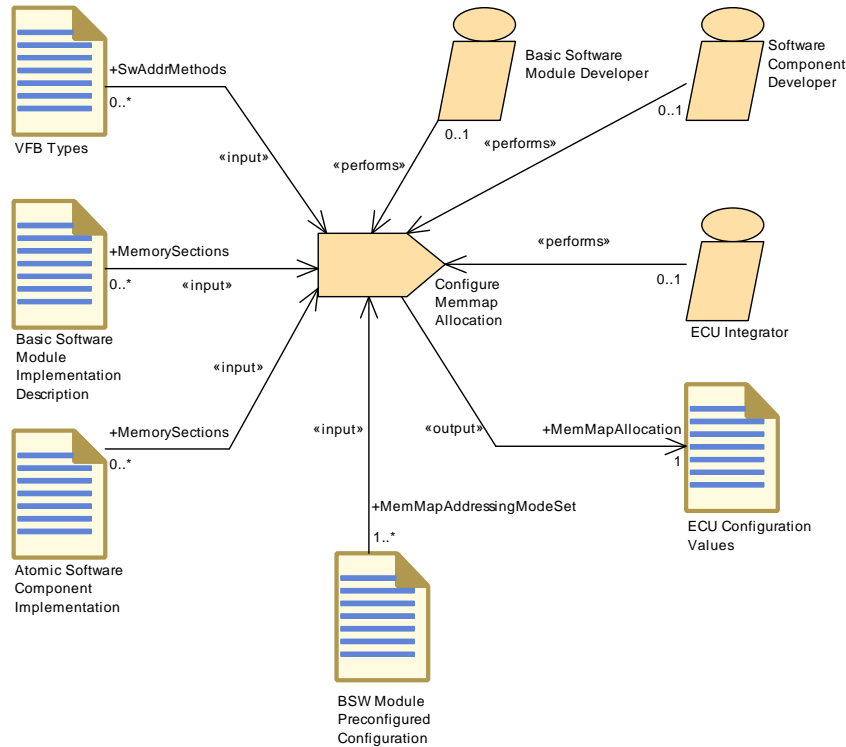 +SwAddrMethods
0..*
VFB Types
«input»
Basic Software
Module Developer
0..1
«performs»
Software
Component
Developer
0..1
«performs»
+MemorySections
0..*
«input»
Basic Software
Module
Implementation
Description
Configure
Memmap
Allocation
«performs»
0..1
ECU Integrator
«input»
+MemorySections
0..*
Atomic Software
Component
Implementation
«input»
«output»
+MemMapAllocation
1
ECU Configuration
Values
+MemMapAddressingModeSet
1..*
BSW Module
Preconfigured
Configuration